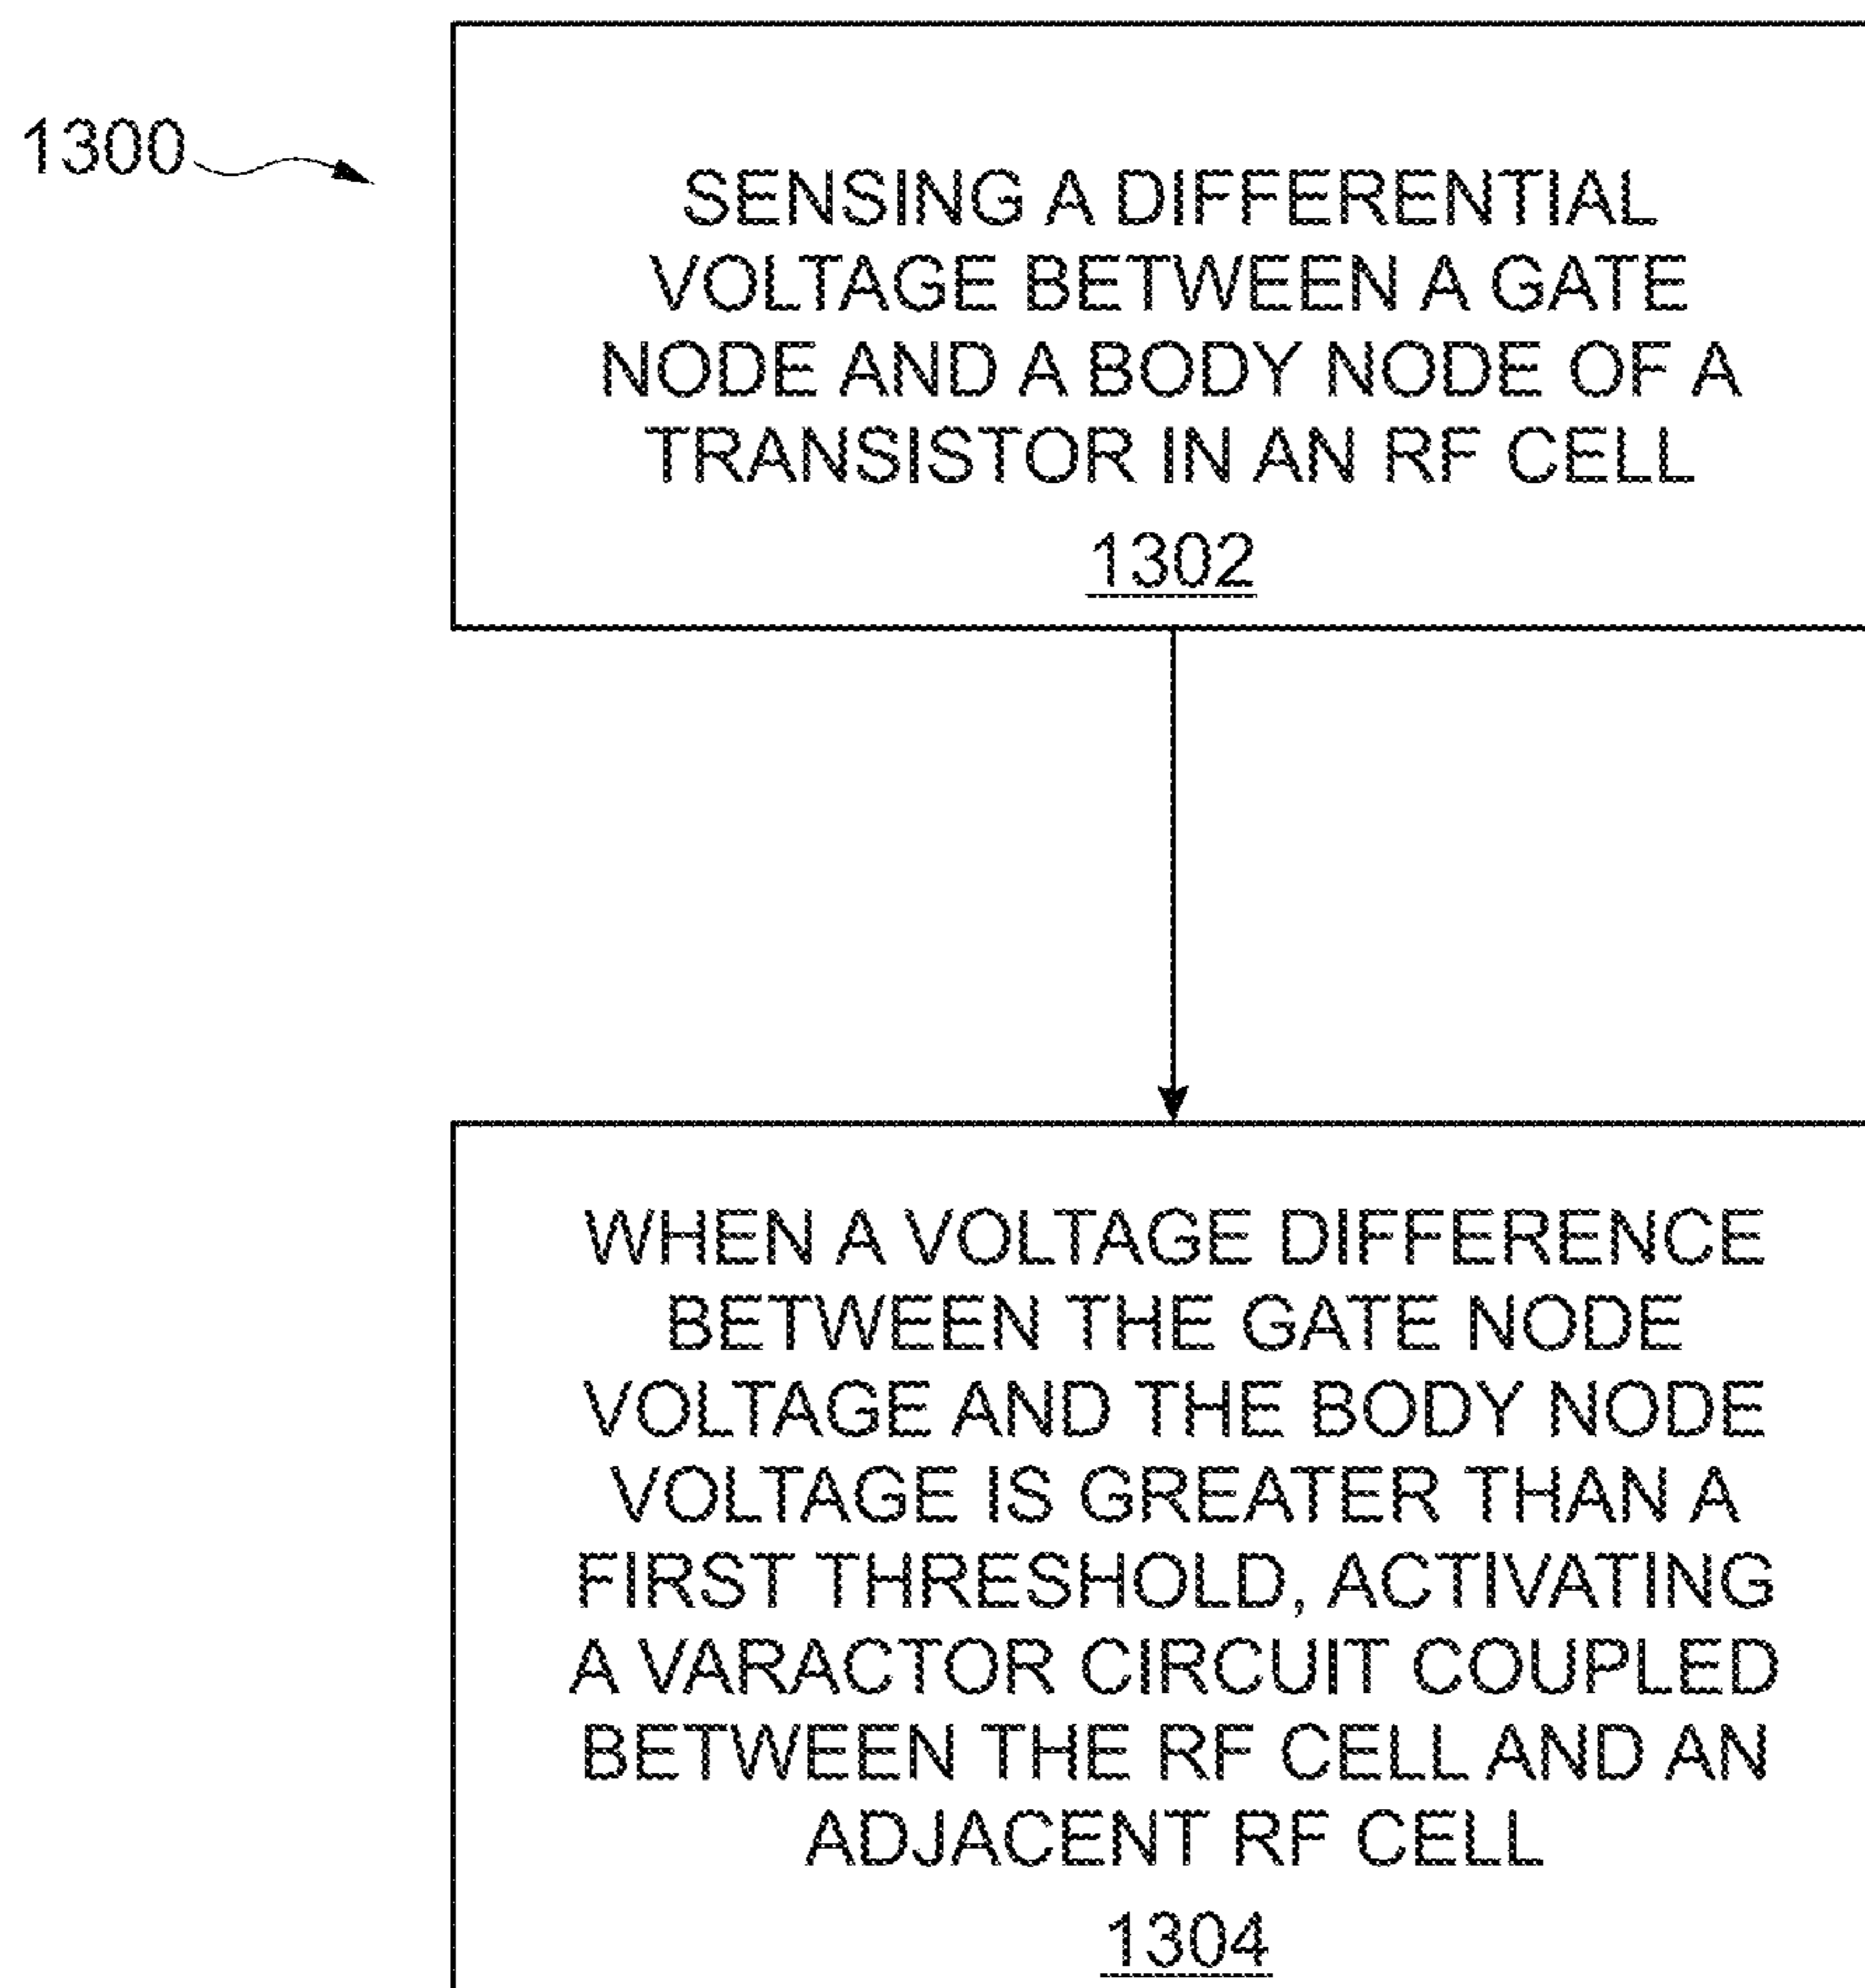 1300
SENSING A DIFFERENTIAL
VOLTAGE BETWEEN A GATE
NODE AND A BODY NODE OF A
TRANSISTOR IN AN RF CELL
1302
WHEN A VOLTAGE DIFFERENCE
BETWEEN THE GATE NODE
VOLTAGE AND THE BODY NODE
VOLTAGE IS GREATER THAN A
FIRST THRESHOLD, ACTIVATING
A VARACTOR CIRCUIT COUPLED
BETWEEN THE RF CELL AND AN
ADJACENT RF CELL
1304